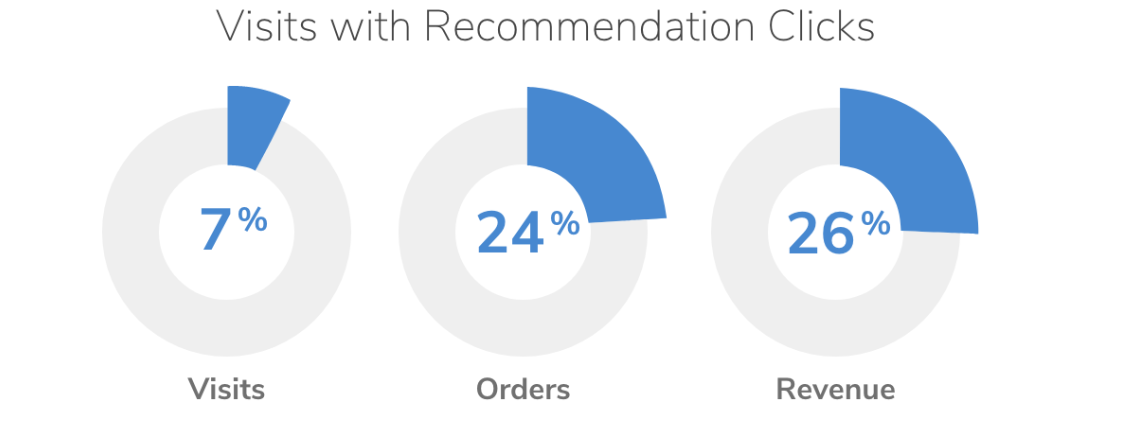 Visits with Recommendation Clicks
7%
24%
26%
Visits
Orders
Revenue